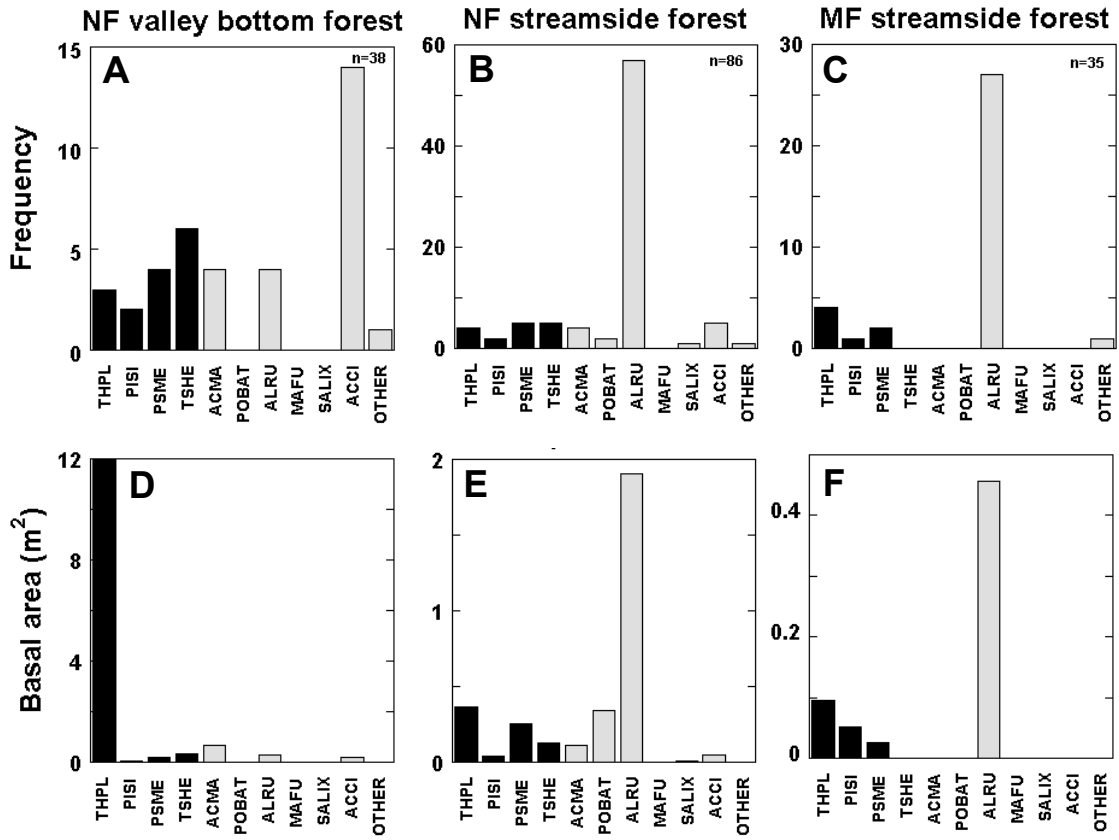 NF valley bottom forest
NF streamside forest
MF streamside forest
Frequency
A
n=38
15
10
5
0
THPL
PISI
PSME
TSHE
ACMA
POBAT
ALRU
MAFU
SALIX
ACCI
OTHER
B
n=86
60
40
20
0
THPL
PISI
PSME
TSHE
ACMA
POBAT
ALRU
MAFU
SALIX
ACCI
OTHER
C
n=35
30
20
10
0
THPL
PISI
PSME
TSHE
ACMA
POBAT
ALRU
MAFU
SALIX
ACCI
OTHER
Basal area (m²)
D
12
12
8
4
0
THPL
PISI
PSME
TSHE
ACMA
POBAT
ALRU
MAFU
SALIX
ACCI
OTHER
E
2
1
0
THPL
PISI
PSME
TSHE
ACMA
POBAT
ALRU
MAFU
SALIX
ACCI
OTHER
F
0.4
0.2
0
THPL
PISI
PSME
TSHE
ACMA
POBAT
ALRU
MAFU
SALIX
ACCI
OTHER